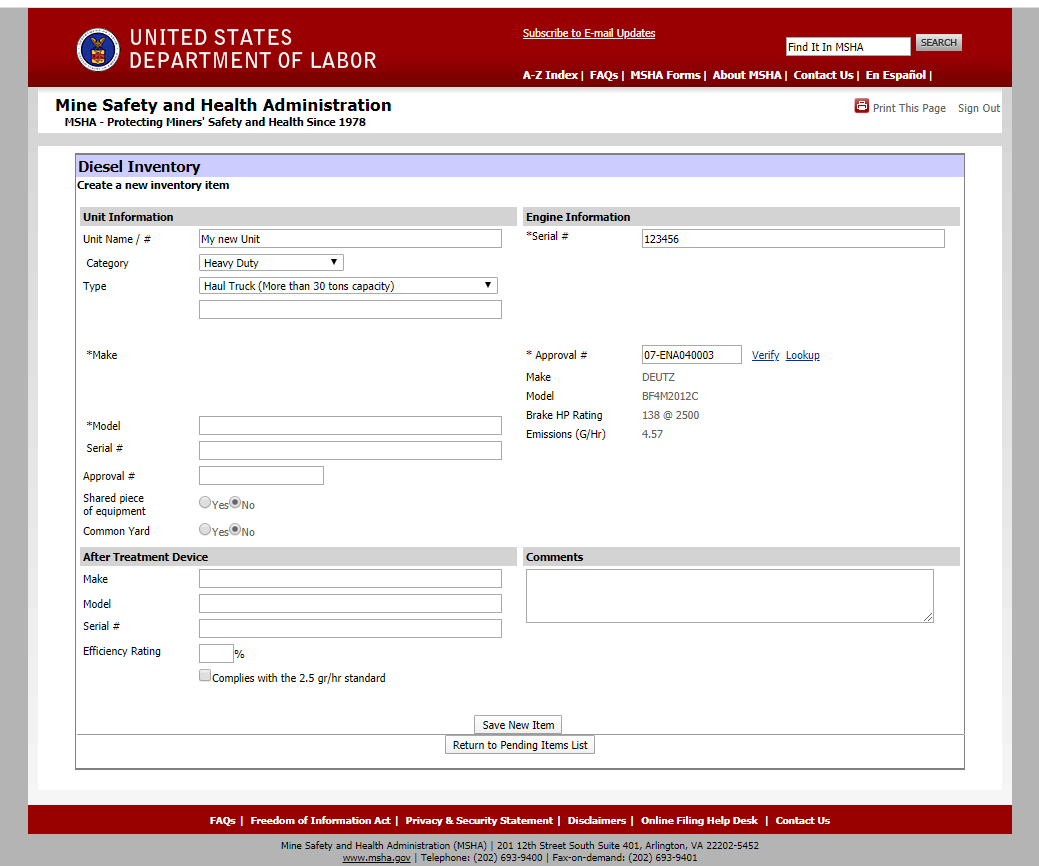 UNITED STATES
DEPARTMENT OF LABOR
Subscribe to E-mail Updates
Find It In MSHA
SEARCH
A-Z Index | FAQs | MSHA Forms | About MSHA | Contact Us | En Español |
Mine Safety and Health Administration
MSHA - Protecting Miners' Safety and Health Since 1978
Print This Page Sign Out
Diesel Inventory
Create a new inventory item
Unit Information
Unit Name / # My new Unit
Category Heavy Duty
Type Haul Truck (More than 30 tons capacity)
*Make
*Model
Serial #
Approval #
Shared piece
of equipment Yes No
Common Yard Yes No
Engine Information
*Serial # 123456
* Approval # 07-ENA040003 Verify Lookup
Make DEUTZ
Model BF4M2012C
Brake HP Rating 138 @ 2500
Emissions (G/Hr) 4.57
After Treatment Device
Make
Model
Serial #
Efficiency Rating %
Complies with the 2.5 gr/hr standard
Comments
Save New Item
Return to Pending Items List
FAQs | Freedom of Information Act | Privacy & Security Statement | Disclaimers | Online Filing Help Desk | Contact Us
Mine Safety and Health Administration (MSHA) | 201 12th Street South Suite 401, Arlington, VA 22202-5452
www.msha.gov | Telephone: (202) 693-9400 | Fax-on-demand: (202) 693-9401